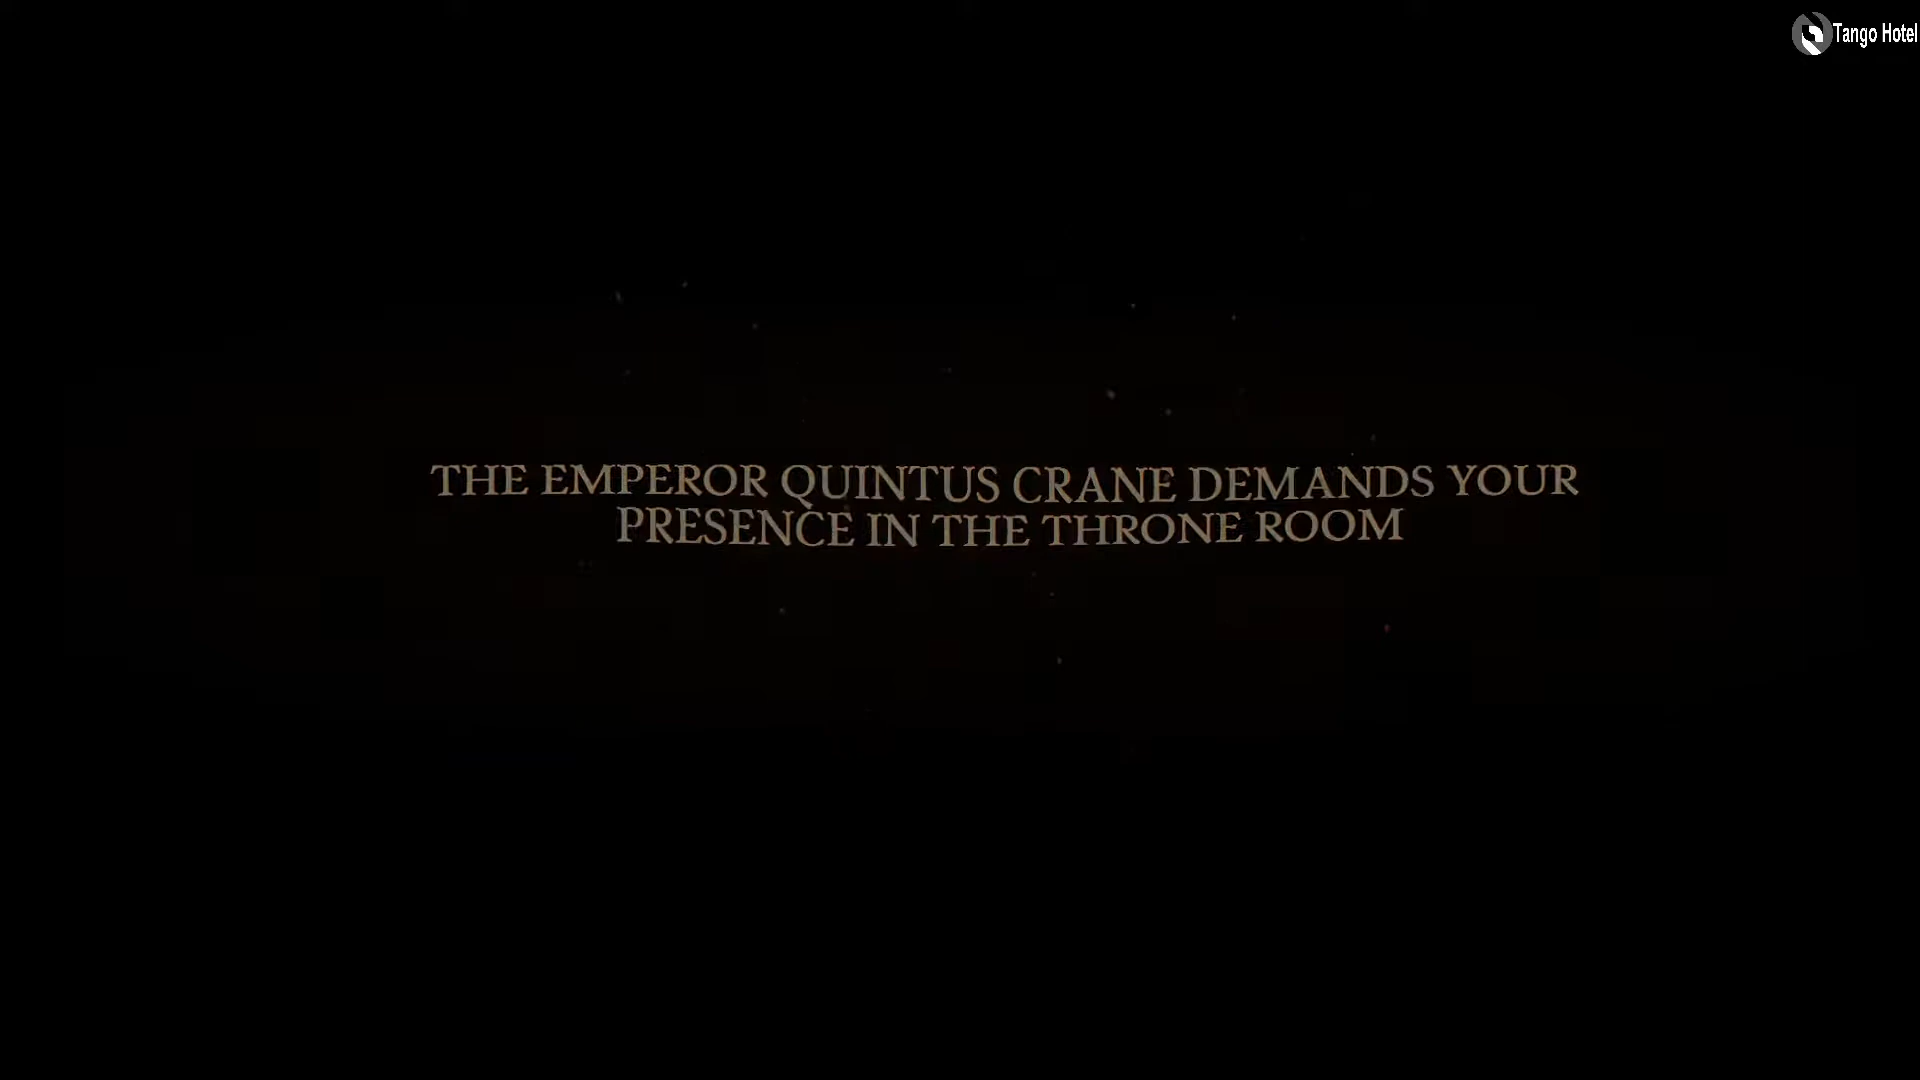 Tango Hotel
THE EMPEROR QUINTUS CRANE DEMANDS YOUR
PRESENCE IN THE THRONE ROOM